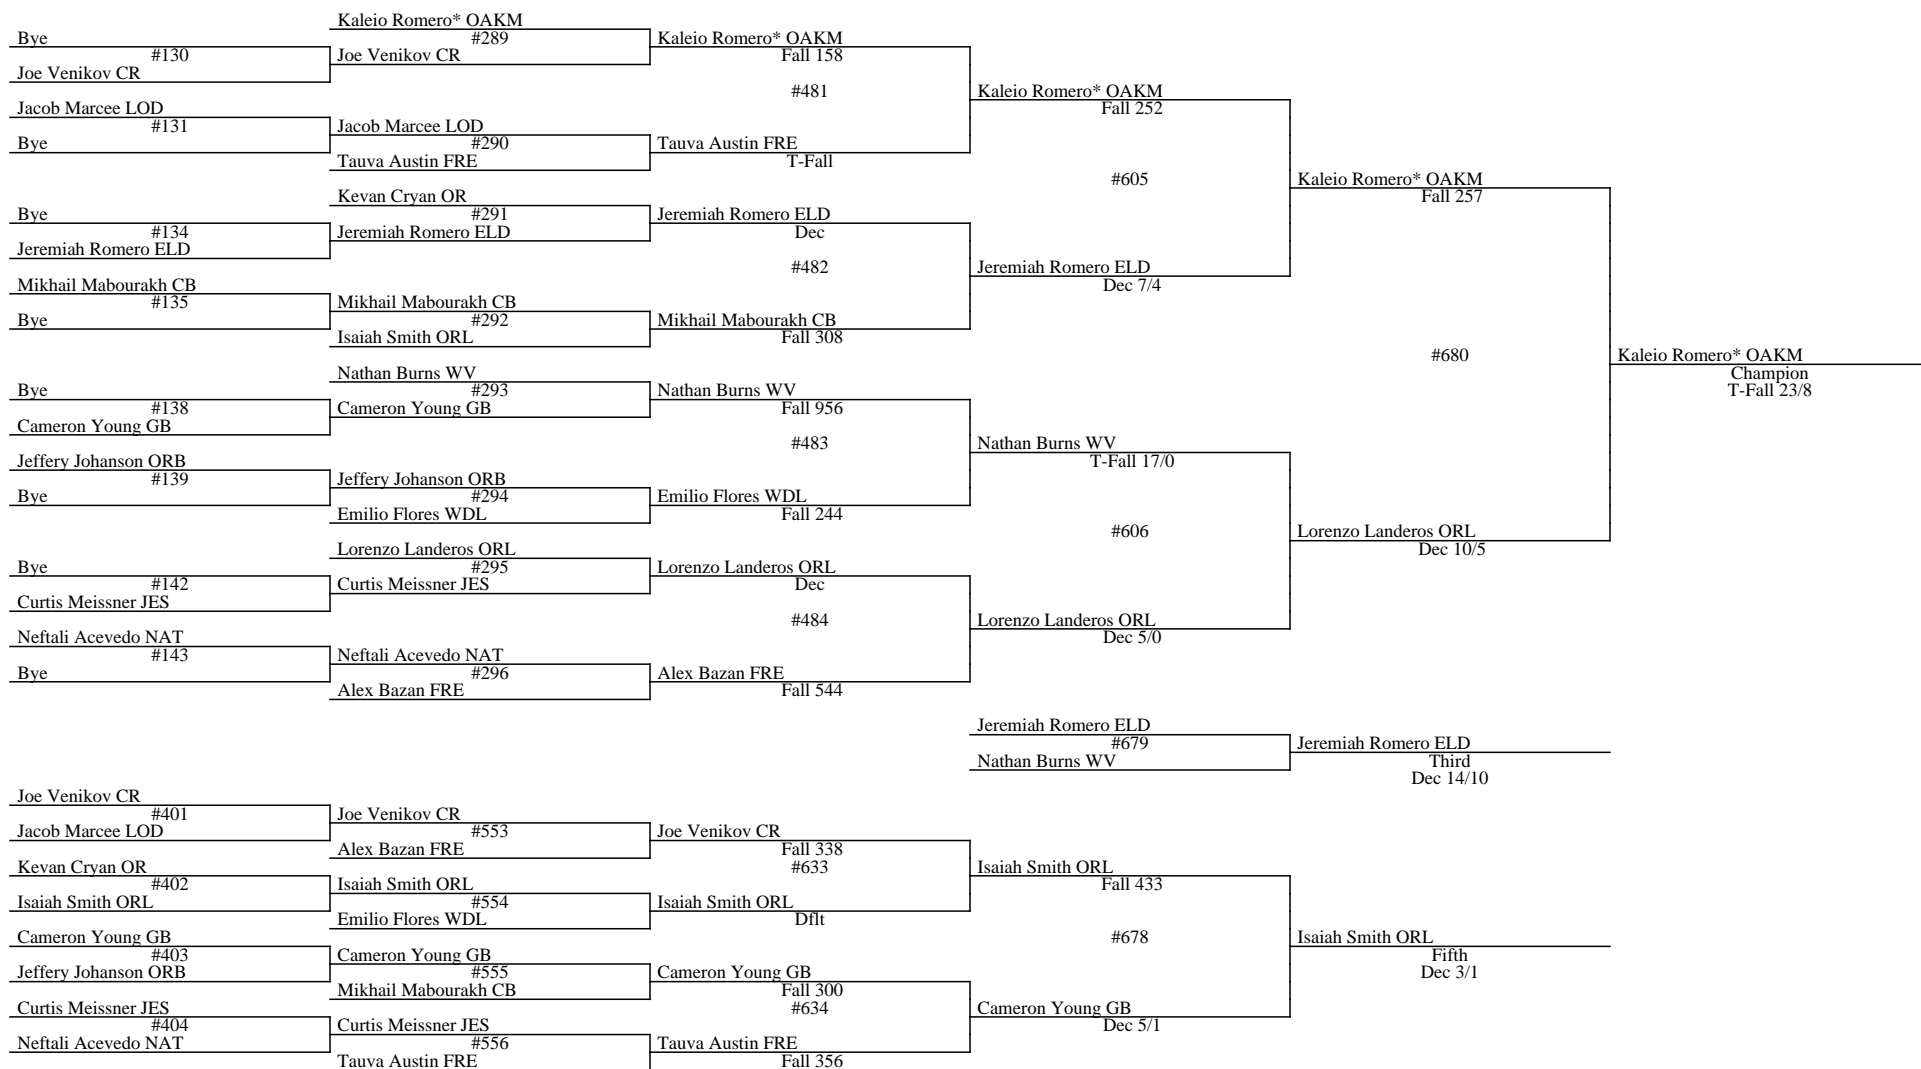 Kaleio Romero* OAKM
Bye
#289
Kaleio Romero* OAKM
#130
Joe Venikov CR
Fall 158
Joe Venikov CR
#481
Kaleio Romero* OAKM
Jacob Marcee LOD
Fall 252
#131
Jacob Marcee LOD
Bye
#290
Tauva Austin FRE
Tauva Austin FRE
T-Fall
#605
Kaleio Romero* OAKM
Kevan Cryan OR
Fall 257
Bye
#291
Jeremiah Romero ELD
#134
Joe Romero ELD
Dec
Jeremiah Romero ELD
#482
Jeremiah Romero ELD
Mikhail Mabourakh CB
Dec 7/4
#135
Mikhail Mabourakh CB
Bye
#292
Mikhail Mabourakh CB
Isaiah Smith ORL
Fall 308
#680
Kaleio Romero* OAKM
Nathan Burns WV
Champion
Bye
#293
Nathan Burns WV
T-Fall 23/8
#138
Cameron Young GB
Fall 956
Cameron Young GB
#483
Nathan Burns WV
Jeffery Johanson ORB
T-Fall 17/0
#139
Jeffery Johanson ORB
Bye
#294
Emilio Flores WDL
Emilio Flores WDL
Fall 244
#606
Lorenzo Landeros ORL
Lorenzo Landeros ORL
Dec 10/5
Bye
#295
Lorenzo Landeros ORL
#142
Curtis Meissner JES
Dec
Curtis Meissner JES
#484
Lorenzo Landeros ORL
Neftali Acevedo NAT
Dec 5/0
#143
Neftali Acevedo NAT
Bye
#296
Alex Bazan FRE
Alex Bazan FRE
Fall 544
Jeremiah Romero ELD
#679
Jeremiah Romero ELD
Nathan Burns WV
Third
Dec 14/10
Joe Venikov CR
#401
Joe Venikov CR
Jacob Marcee LOD
#553
Joe Venikov CR
Alex Bazan FRE
Fall 338
Kevan Cryan OR
#633
Isaiah Smith ORL
#402
Isaiah Smith ORL
Fall 433
Isaiah Smith ORL
#554
Isaiah Smith ORL
Emilio Flores WDL
Dflt
Cameron Young GB
#678
Isaiah Smith ORL
#403
Cameron Young GB
Fifth
Jeffery Johanson ORB
#555
Cameron Young GB
Dec 3/1
Mikhail Mabourakh CB
Fall 300
Curtis Meissner JES
#634
Cameron Young GB
#404
Curtis Meissner JES
Dec 5/1
Neftali Acevedo NAT
#556
Tauva Austin FRE
Tauva Austin FRE
Fall 356